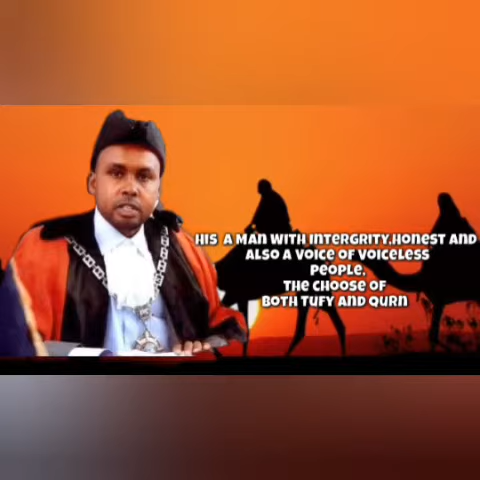 HIS A MAN WITH INTERGRITY,HONEST AND
ALSO A VOICE OF VOICELESS
PEOPLE,
THE CHOOSE OF
BOTH TUFY AND QURN